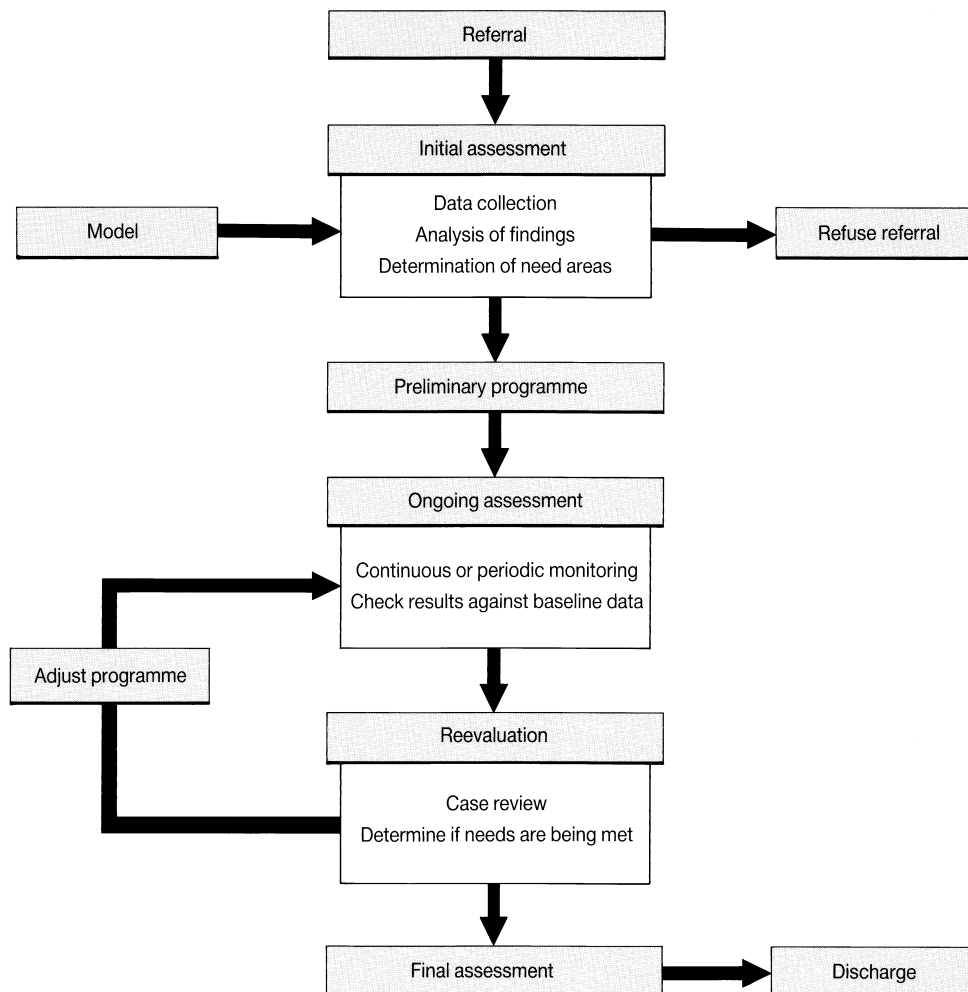 Referral
Initial assessment
Data collection
Analysis of findings
Determination of need areas
Model
Refuse referral
Preliminary programme
Ongoing assessment
Continuous or periodic monitoring
Check results against baseline data
Adjust programme
Reevaluation
Case review
Determine if needs are being met
Final assessment
Discharge